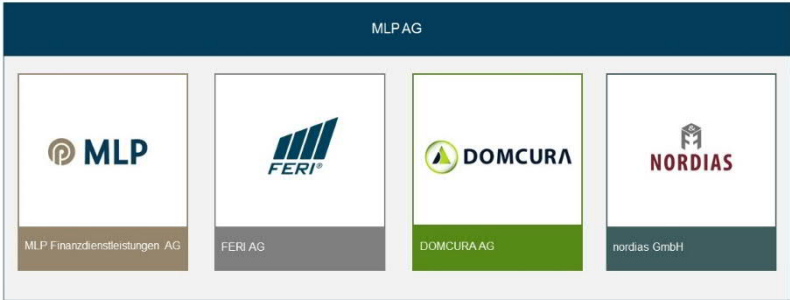 MLP AG
MLP
FERI®
DOMCURA
NORDIAS
MLP Finanzdienstleistungen AG
FERI AG
DOMCURA AG
nordias GmbH